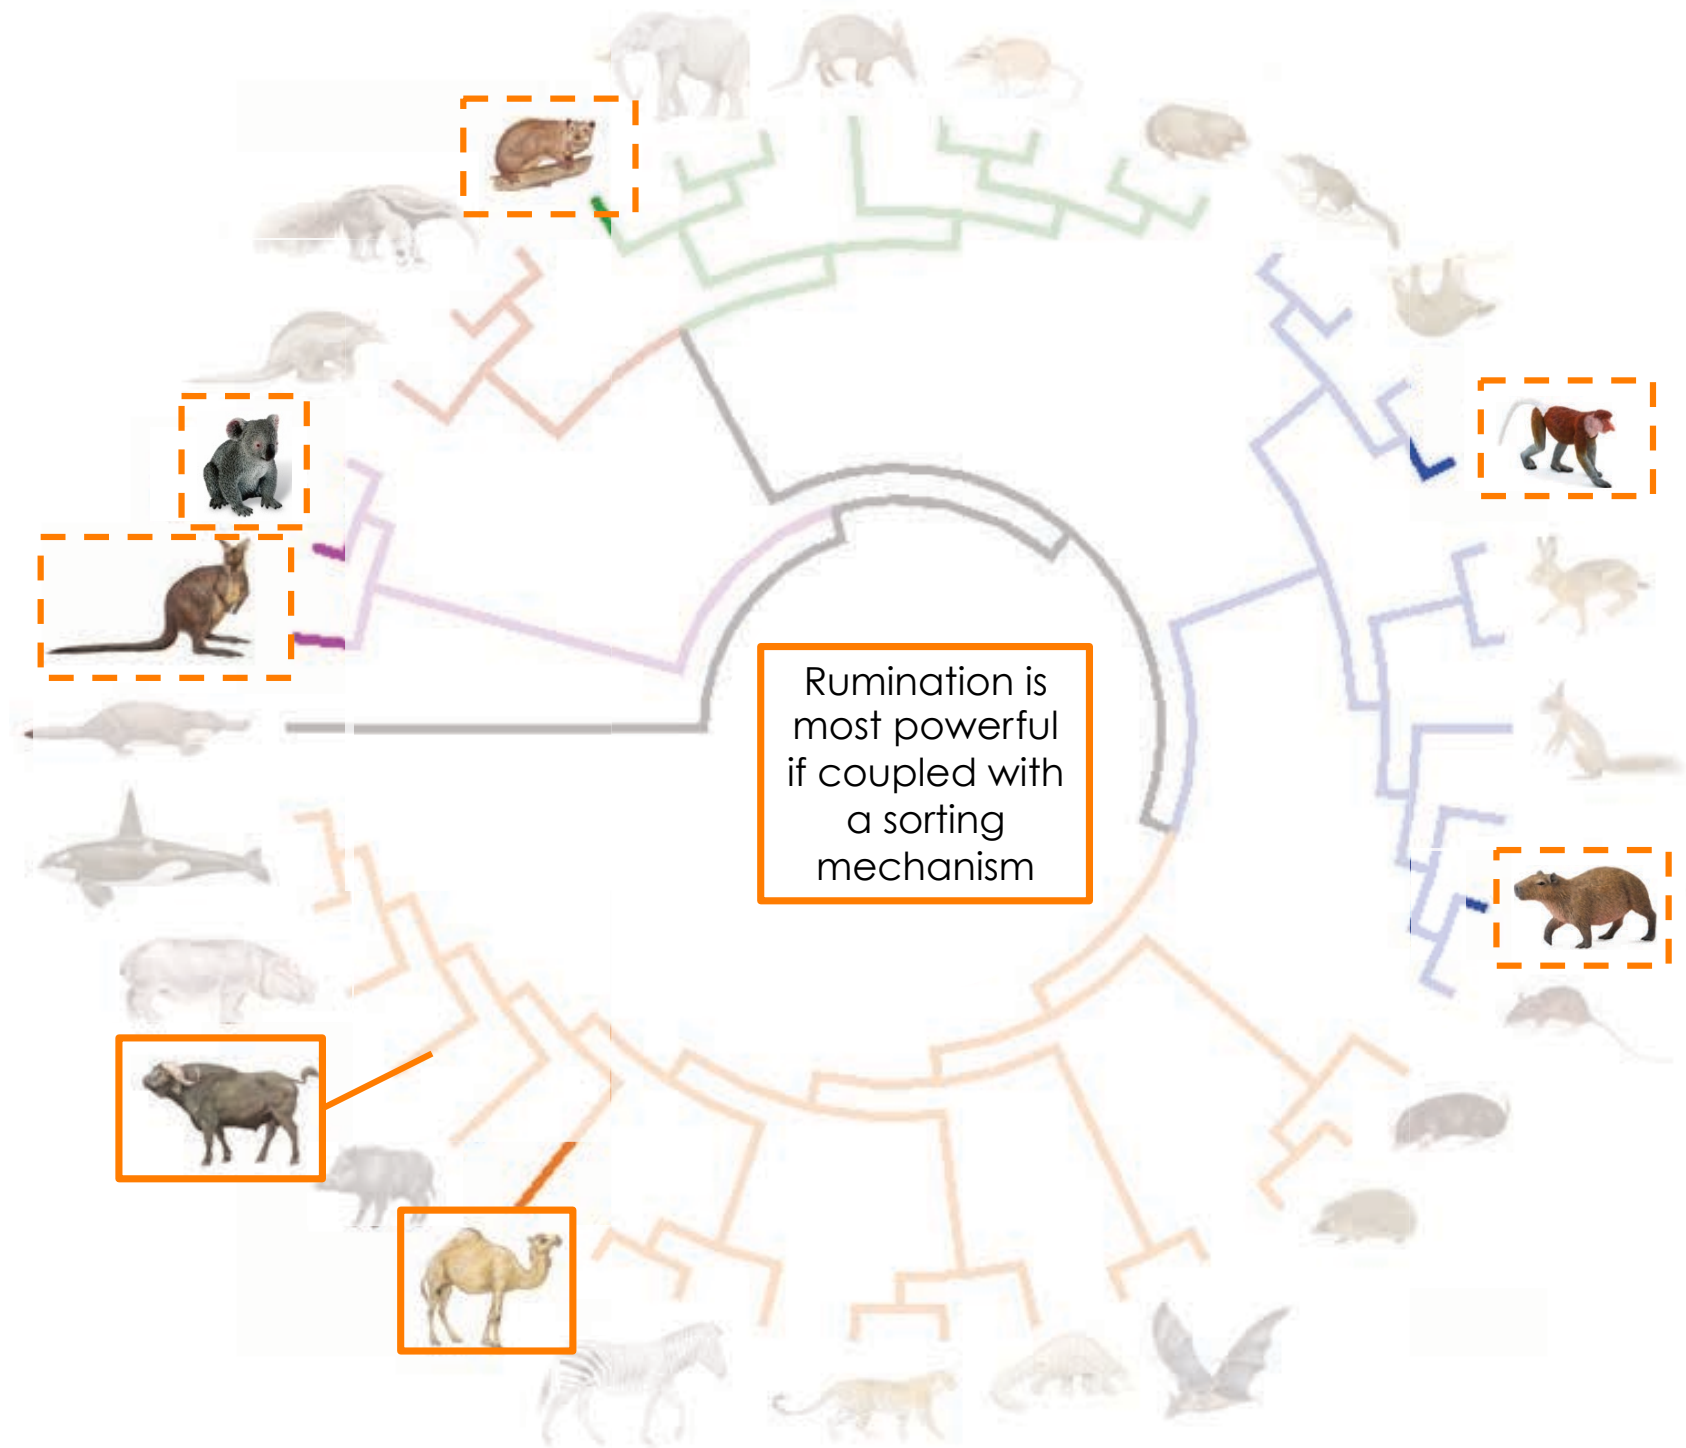 Rumination is
most powerful
if coupled with
a sorting
mechanism